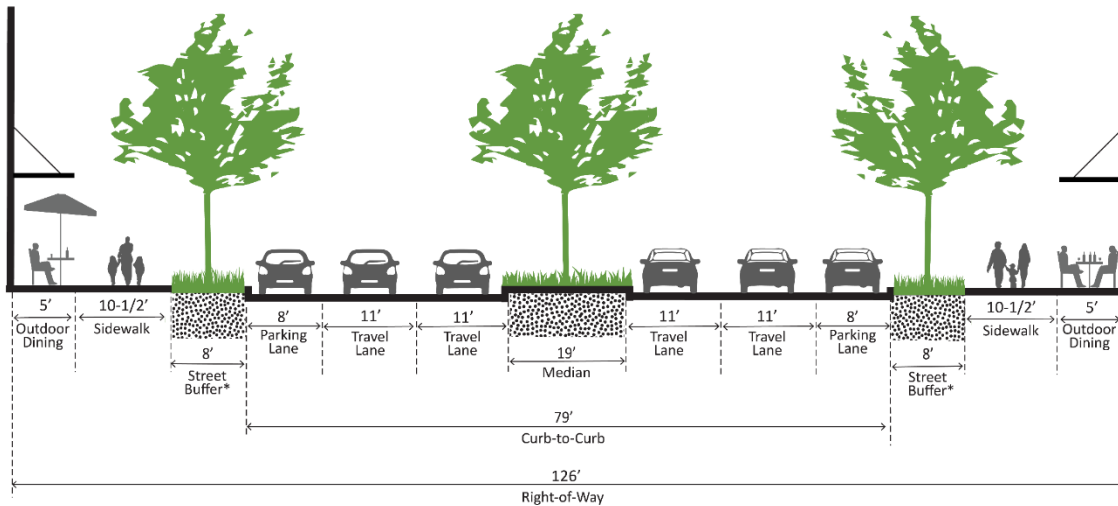 5’
Outdoor
Dining
10-1/2’
Sidewalk
8’
Street
Buffer*
8’
Parking
Lane
11’
Travel
Lane
11’
Travel
Lane
19’
Median
11’
Travel
Lane
11’
Travel
Lane
8’
Parking
Lane
8’
Street
Buffer*
10-1/2’
Sidewalk
5’
Outdoor
Dining
79’
Curb-to-Curb
126’
Right-of-Way